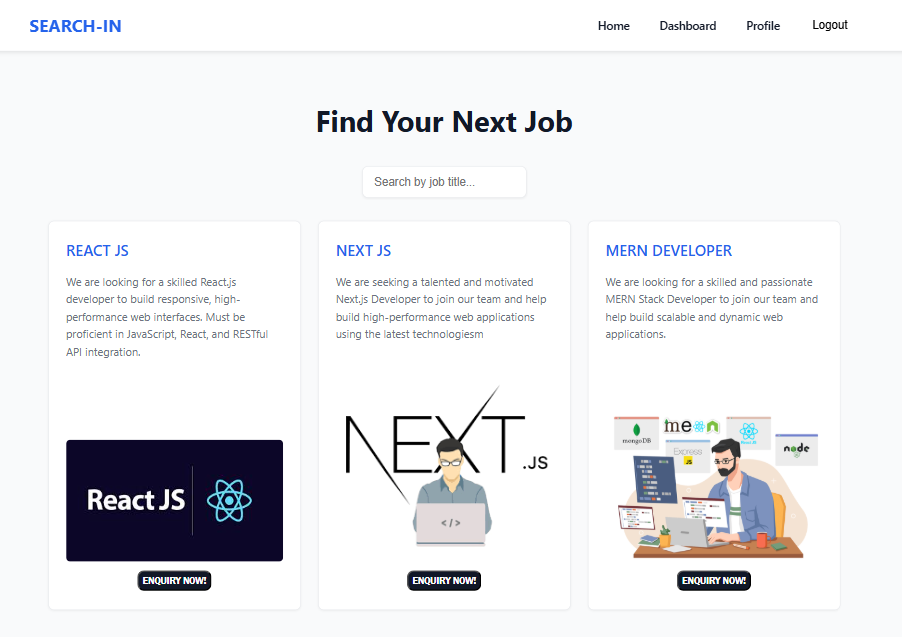 SEARCH-IN
Home Dashboard Profile Logout
Find Your Next Job
Search by job title...
REACT JS
We are looking for a skilled React.js
developer to build responsive, high-
performance web interfaces. Must be
proficient in JavaScript, React, and RESTful
API integration.
React JS
ENQUIRY NOW!
NEXT JS
We are seeking a talented and motivated
Next.js Developer to join our team and help
build high-performance web applications
using the latest technologiesm
NEXT
.JS
</>
ENQUIRY NOW!
MERN DEVELOPER
We are looking for a skilled and passionate
MERN Stack Developer to join our team and
help build scalable and dynamic web
applications.
mongoDB
Express
JS
node
ENQUIRY NOW!